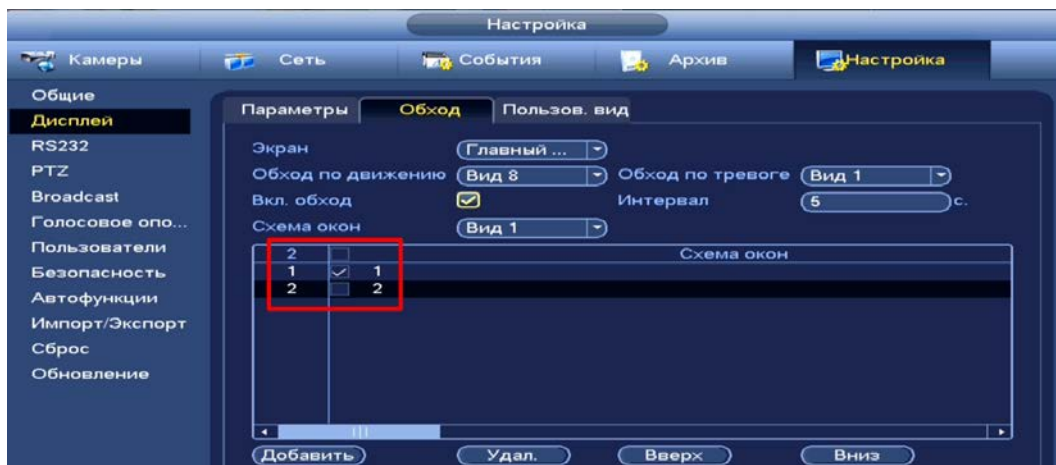 Настройка
Камеры Сеть События Архив Настройка
Общие
Дисплей
RS232
PTZ
Broadcast
Голосовое опо...
Пользователи
Безопасность
Автофункции
Импорт/Экспорт
Сброс
Обновление
Параметры Обход Пользов. вид
Экран Главный ...
Обход по движению Вид 8 Обход по тревоге Вид 1
Вкл. обход Интервал 5 с.
Схема окон Вид 1
2 Схема окон
1 1
2 2
Добавить Удал. Вверх Вниз